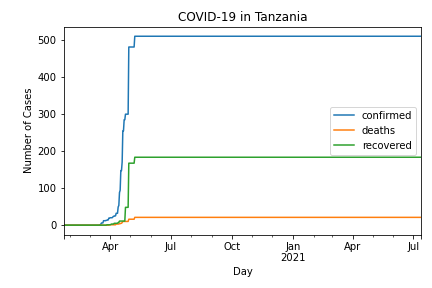 COVID-19 in Tanzania
Number of Cases
500
400
300
200
100
0
confirmed
deaths
recovered
Apr
Jul
Oct
Jan
2021
Apr
Jul
Day